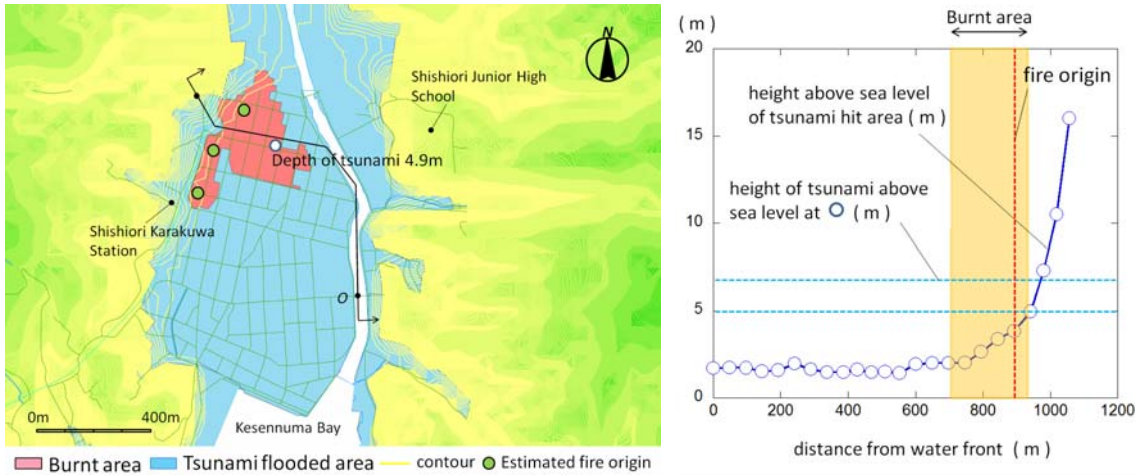 N
Shishiori Junior High
School
Depth of tsunami 4.9m
Shishiori Karakuwa
Station
O
0m 400m
Kesennuma Bay
Burnt area Tsunami flooded area contour Estimated fire origin
Burnt area
( m )
20
15
10
5
0
fire origin
height above sea level
of tsunami hit area ( m )
height of tsunami above
sea level at O ( m )
0 200 400 600 800 1000 1200
distance from water front ( m )